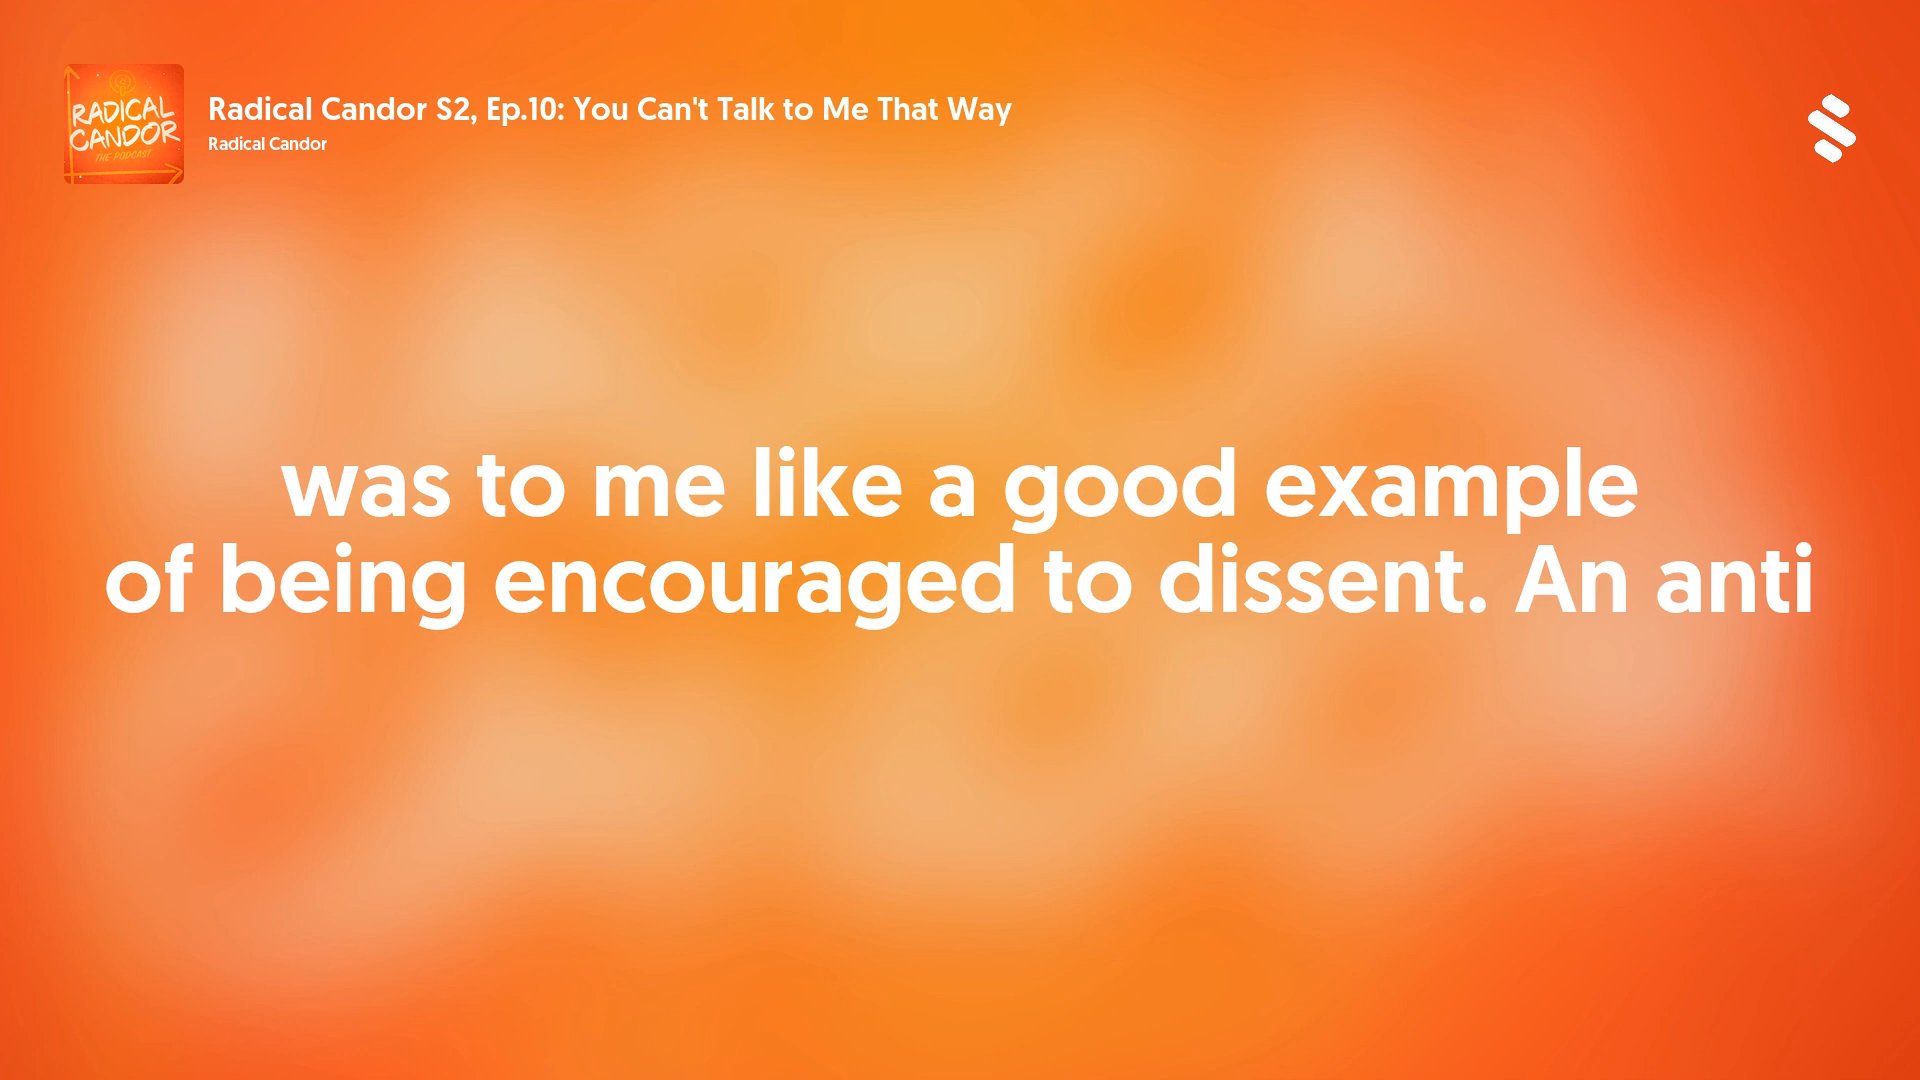 RADICAL
CANDOR
THE PODCAST
Radical Candor S2, Ep.10: You Can't Talk to Me That Way
Radical Candor
was to me like a good example
of being encouraged to dissent. An anti